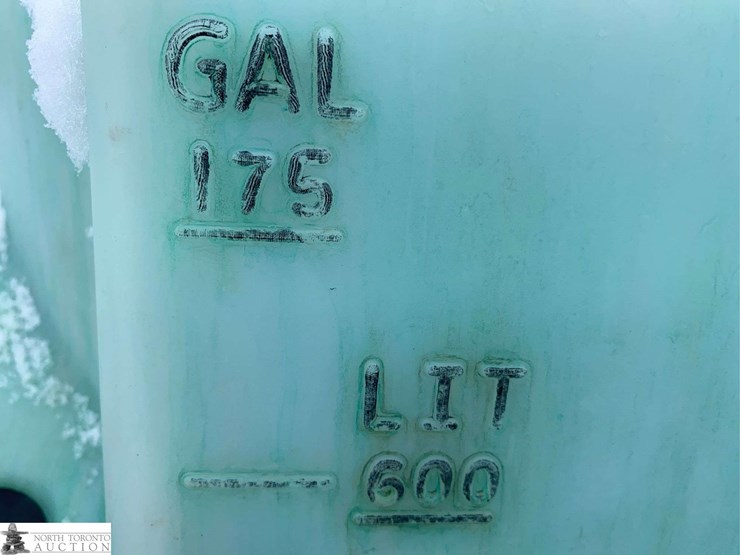 GAL
175
LIT
600
NORTH TORONTO
AUCTION